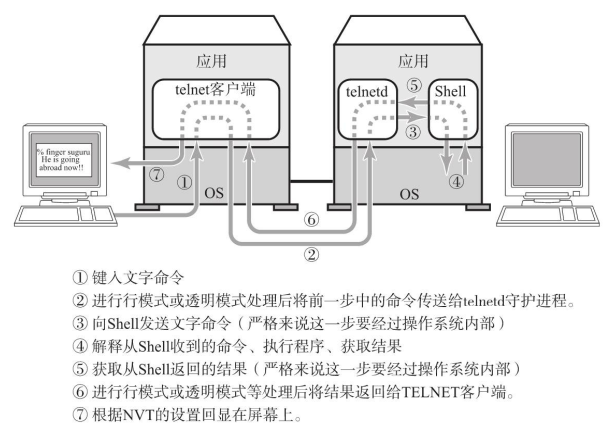 应用
应用
telnet客户端
telnetd
⑤
Shell
③
% finger sugura
He is going
abroad now!!
⑦
①
④
OS
OS
⑥
②
① 键入文字命令
② 进行行模式或透明模式处理后将前一步中的命令传送给telnetd守护进程。
③ 向Shell发送文字命令（严格来说这一步要经过操作系统内部）
④ 解释从Shell收到的命令、执行程序、获取结果
⑤ 获取从Shell返回的结果（严格来说这一步要经过操作系统内部）
⑥ 进行行模式或透明模式等处理后将结果返回给TELNET客户端。
⑦ 根据NVT的设置回显在屏幕上。